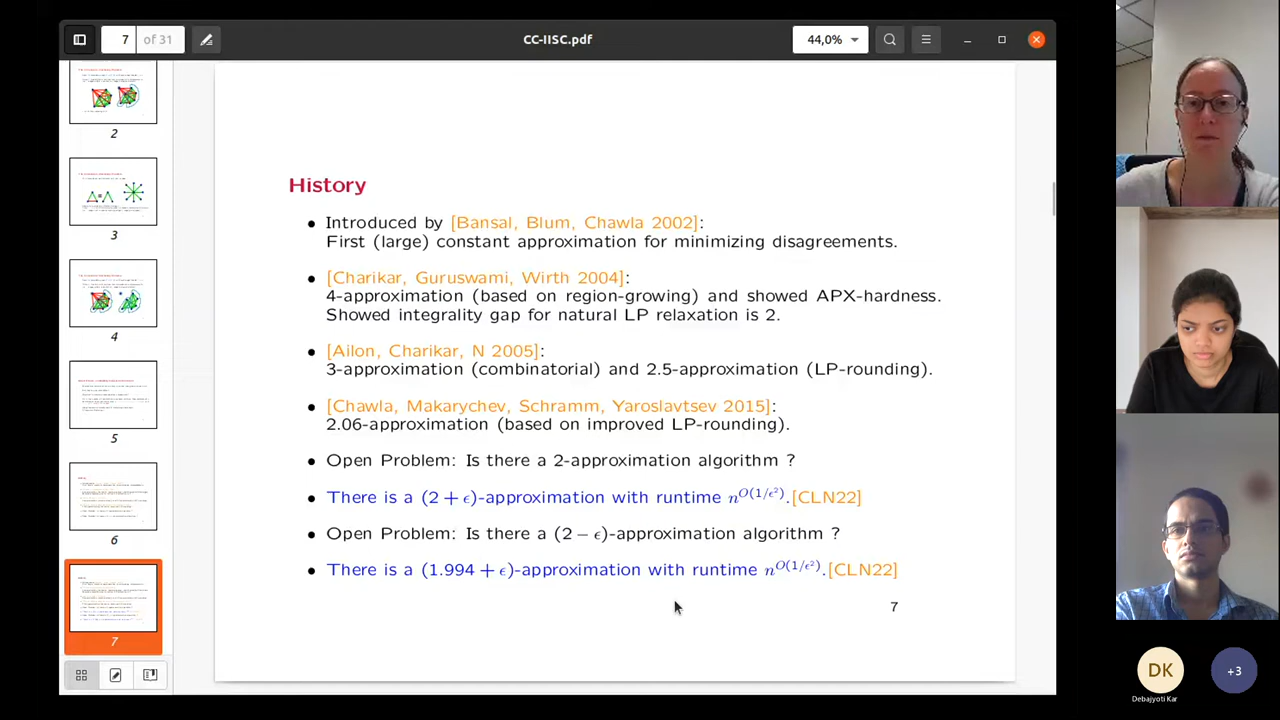 7 of 31
CC-IISC.pdf
44,0%
2
3
4
5
6
7
History
• Introduced by [Bansal, Blum, Chawla 2002]:
First (large) constant approximation for minimizing disagreements.
• [Charikar, Guruswami, Wirth 2004]:
4-approximation (based on region-growing) and showed APX-hardness.
Showed integrality gap for natural LP relaxation is 2.
• [Ailon, Charikar, N 2005]:
3-approximation (combinatorial) and 2.5-approximation (LP-rounding).
• [Chawla, Makarychev, Schramm, Yaroslavtsev 2015]:
2.06-approximation (based on improved LP-rounding).
• Open Problem: Is there a 2-approximation algorithm ?
• There is a (2 + ϵ)-approximation with runtime n^{O(1/ϵ²)}.[CLN22]
• Open Problem: Is there a (2 − ϵ)-approximation algorithm ?
• There is a (1.994 + ϵ)-approximation with runtime n^{O(1/ϵ²)}.[CLN22]
7
DK
Debajyoti Kar
+3